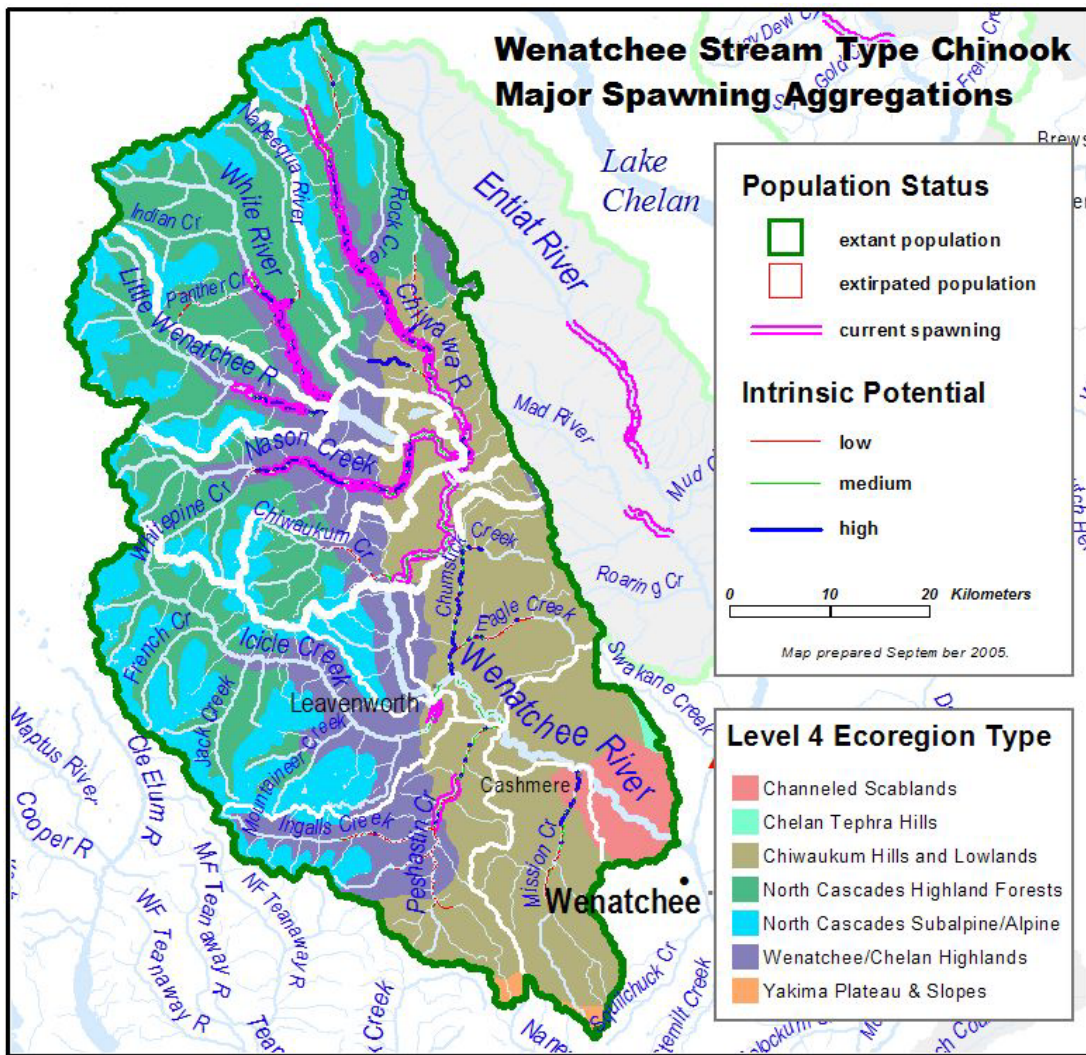 Wenatchee Stream Type Chinook
Major Spawning Aggregations
Lake
Chelan
Entiat River
Napeequa River
White River
Rock Cre
Indian Cr
Panther Cr
Little Wenatchee R
Chiwawa R
Mad River
Nason Creek
Whitepine Cr
Chiwaukum Cr
Chumstick
Creek
Roaring Cr
Eagle Creek
French Cr
Icicle Creek
Leavenworth
Wenatchee River
Swakane Creek
Jack Creek
Mountaineer Creek
Cashmere
Ingalls Creek
Peshastin Cr
Mission Cr
Wenatchee
Waptus River
Cooper R
Cle Elum R
MF Teanaway R
WF Teanaway R
NF Teanaway R
Creek
Squilchuck Cr
Population Status
extant population
extirpated population
current spawning
Intrinsic Potential
low
medium
high
0 10 20 Kilometers
Map prepared September 2005.
Level 4 Ecoregion Type
Channeled Scablands
Chelan Tephra Hills
Chiwaukum Hills and Lowlands
North Cascades Highland Forests
North Cascades Subalpine/Alpine
Wenatchee/Chelan Highlands
Yakima Plateau & Slopes